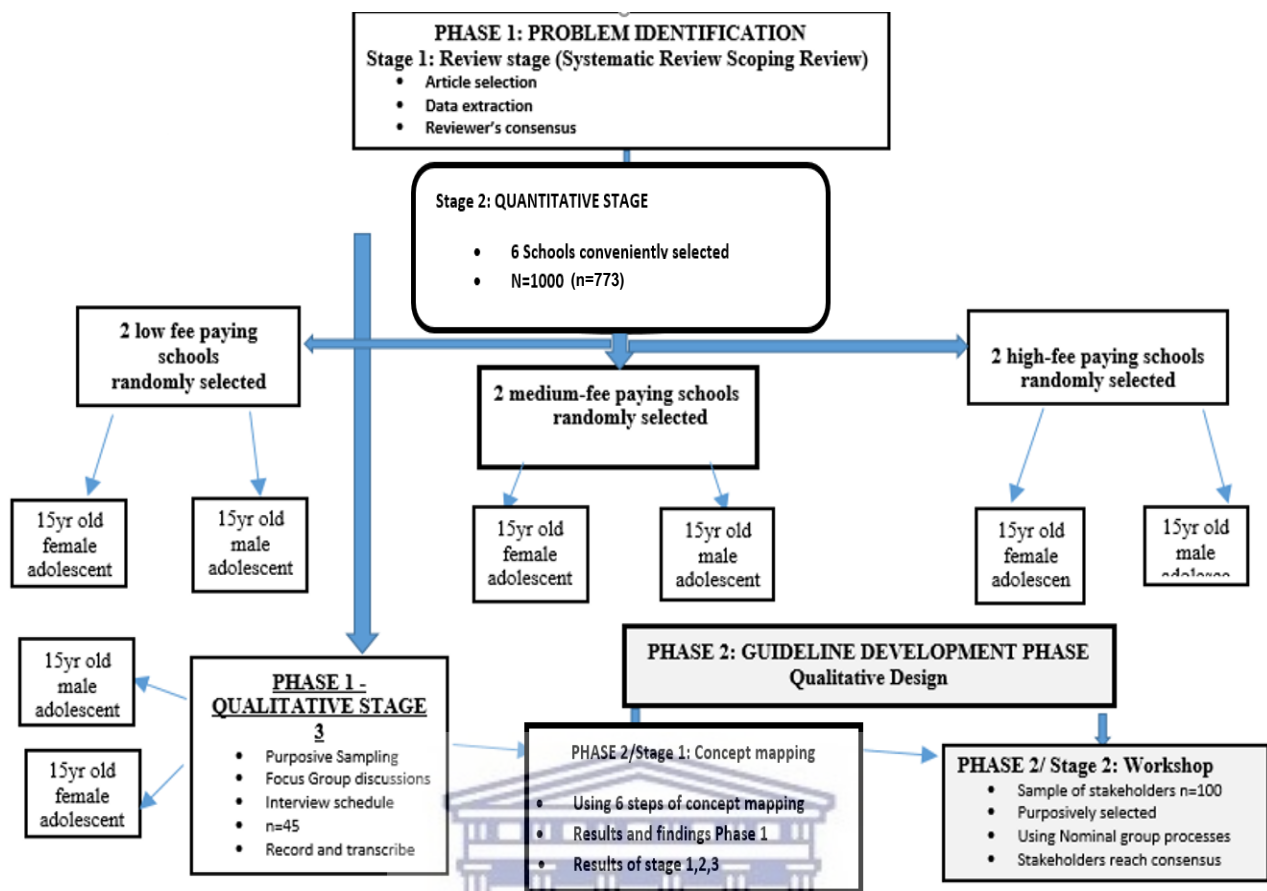 PHASE 1: PROBLEM IDENTIFICATION
Stage 1: Review stage (Systematic Review Scoping Review)
• Article selection
• Data extraction
• Reviewer's consensus
Stage 2: QUANTITATIVE STAGE
• 6 Schools conveniently selected
• N=1000 (n=773)
2 low fee paying
schools
randomly selected
2 medium-fee paying schools
randomly selected
2 high-fee paying schools
randomly selected
15yr old
female
adolescent
15yr old
male
adolescent
15yr old
female
adolescent
15yr old
male
adolescent
15yr old
female
adolescen
15yr old
male
15yr old
male
adolescent
15yr old
female
adolescent
PHASE 1 -
QUALITATIVE STAGE
3
• Purposive Sampling
• Focus Group discussions
• Interview schedule
• n=45
• Record and transcribe
PHASE 2: GUIDELINE DEVELOPMENT PHASE
Qualitative Design
PHASE 2/Stage 1: Concept mapping
• Using 6 steps of concept mapping
• Results and findings Phase 1
• Results of stage 1,2,3
PHASE 2/ Stage 2: Workshop
• Sample of stakeholders n=100
• Purposively selected
• Using Nominal group processes
• Stakeholders reach consensus